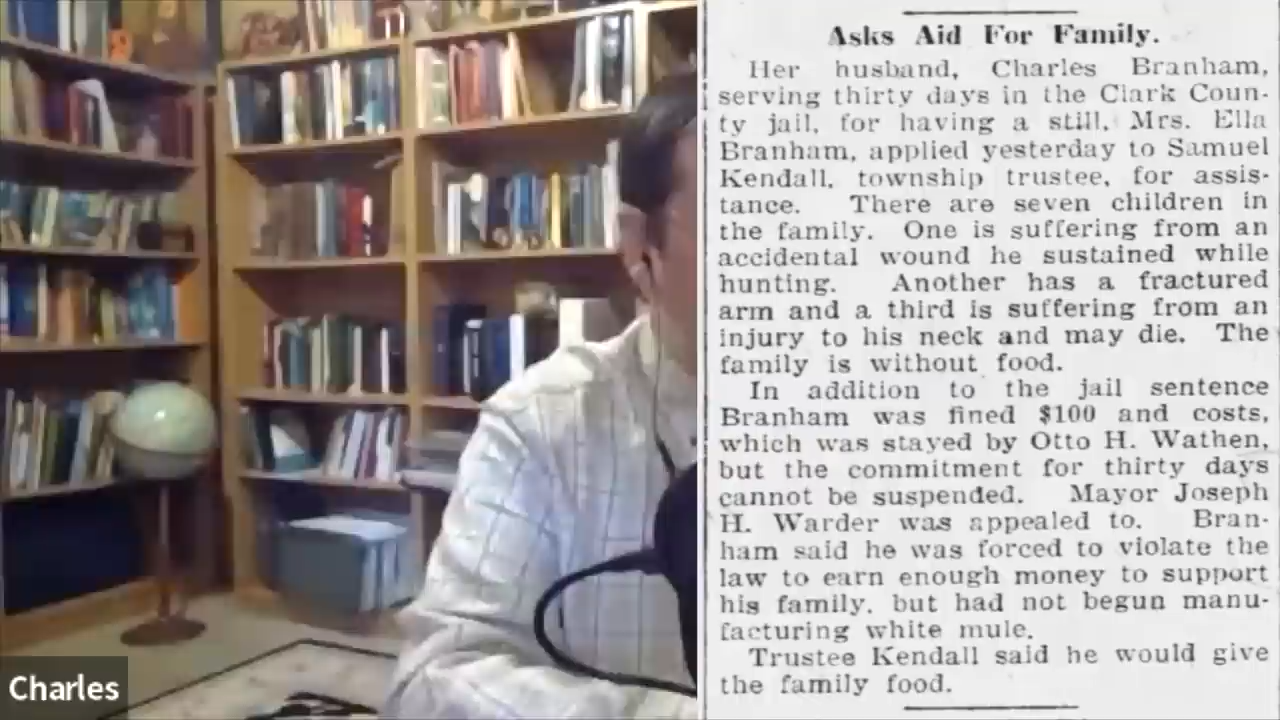 Asks Aid For Family.
Her husband, Charles Branham,
serving thirty days in the Clark Coun-
ty jail, for having a still, Mrs. Ella
Branham, applied yesterday to Samuel
Kendall, township trustee, for assis-
tance. There are seven children in
the family. One is suffering from an
accidental wound he sustained while
hunting. Another has a fractured
arm and a third is suffering from an
injury to his neck and may die. The
family is without food.
In addition to the jail sentence
Branham was fined $100 and costs,
which was stayed by Otto H. Wathen,
but the commitment for thirty days
cannot be suspended. Mayor Joseph
H. Warder was appealed to. Bran-
ham said he was forced to violate the
law to earn enough money to support
his family, but had not begun manu-
facturing white mule.
Trustee Kendall said he would give
the family food.
Charles